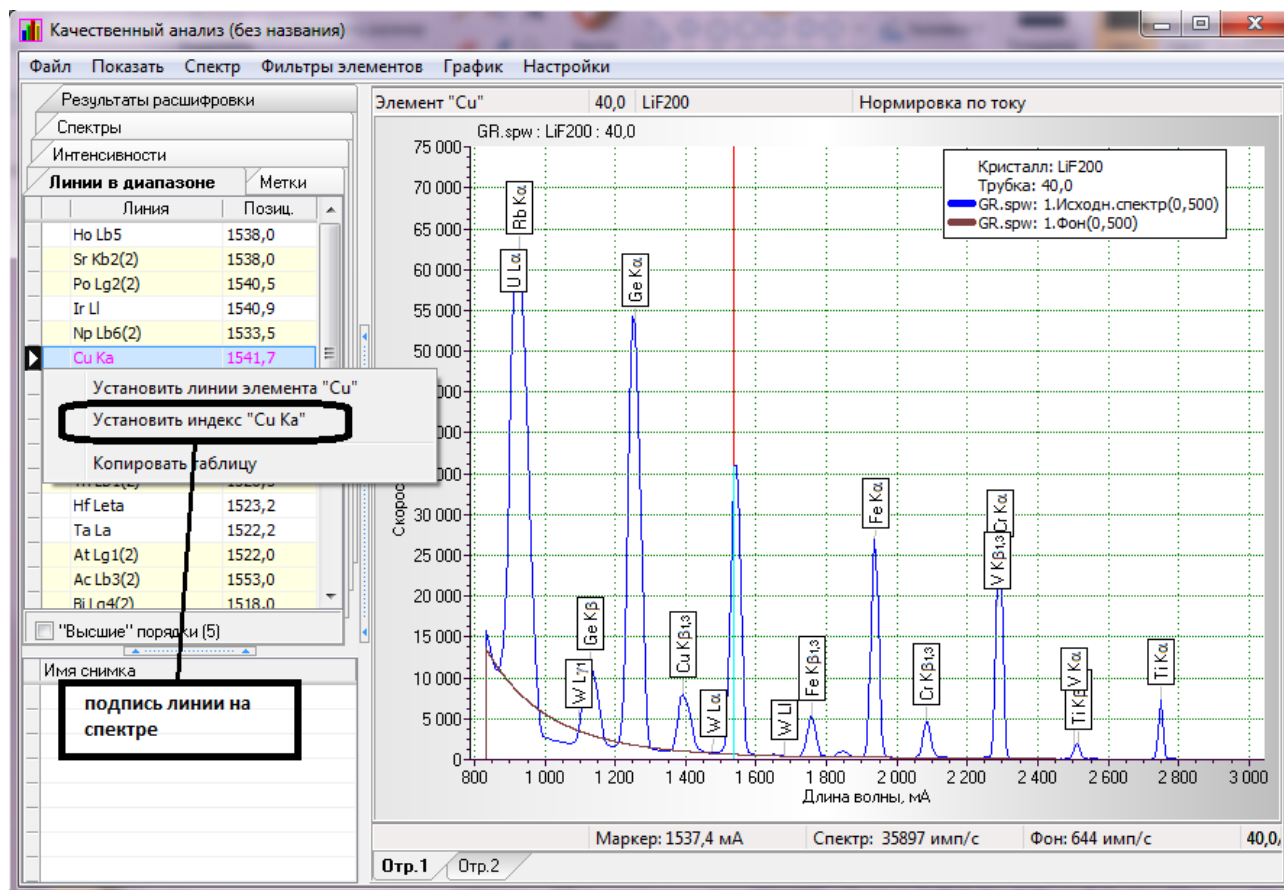 Качественный анализ (без названия)
Файл Показать Спектр Фильтры элементов График Настройки
Результаты расшифровки
Спектры
Интенсивности
Линии в диапазоне Метки
Линия Позиц.
Ho Lb5 1538,0
Sr Kb2(2) 1538,0
Po Lg2(2) 1540,5
Ir Ll 1540,9
Np Lb6(2) 1533,5
Cu Ka 1541,7
Установить линии элемента "Cu"
Установить индекс "Cu Ka"
Копировать таблицу
Hf Leta 1523,2
Ta La 1522,2
At Lg1(2) 1522,0
Ac Lb3(2) 1553,0
Bi Lg4(2) 1518,0
"Высшие" порядки (5)
Имя снимка
подпись линии на
спектре
Элемент "Cu" 40,0 LiF200 Нормировка по току
GR.spw : LiF200 : 40,0
Кристалл: LiF200
Трубка: 40,0
GR.spw: 1.Исходн.спектр(0,500)
GR.spw: 1.Фон(0,500)
75 000
70 000
65 000
60 000
55 000
50 000
000
000
000
30 000
25 000
20 000
15 000
10 000
5 000
0
Скорос
U Lα
Rb Kα
W Lγ1
Ge Kβ
Ge Kα
Cu Kβ1,3
W Lα
W Ll
Fe Kβ1,3
Fe Kα
Cr Kβ1,3
V Kβ1,3
Cr Kα
Ti Kβ
V Kα
Ti Kα
800 1 000 1 200 1 400 1 600 1 800 2 000 2 200 2 400 2 600 2 800 3 000
Длина волны, мА
Маркер: 1537,4 мА Спектр: 35897 имп/с Фон: 644 имп/с 40,0
Отр.1 Отр.2